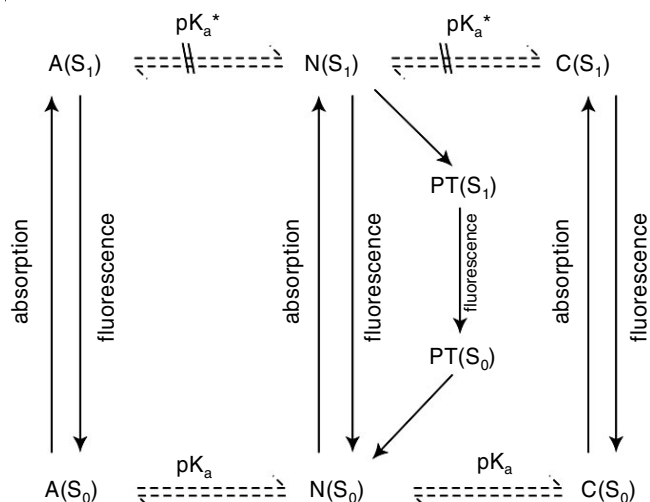 pKₐ* pKₐ*
A(S₁) N(S₁) C(S₁)
PT(S₁)
absorption fluorescence absorption fluorescence fluorescence absorption fluorescence
PT(S₀)
pKₐ pKₐ
A(S₀) N(S₀) C(S₀)